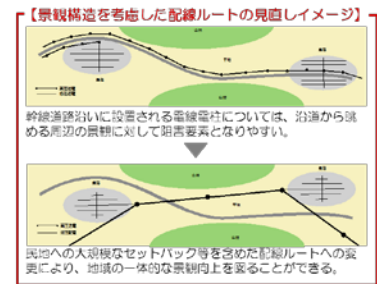 【景観構造を考慮した配線ルートの見直しイメージ】
幹線道路沿いに設置される電線電柱については、沿道から眺
める周辺の景観に対して阻害要素となりやすい。
民地への大規模なセットバック等を含めた配線ルートへの変
更により、地域の一体的な景観向上を図ることができる。